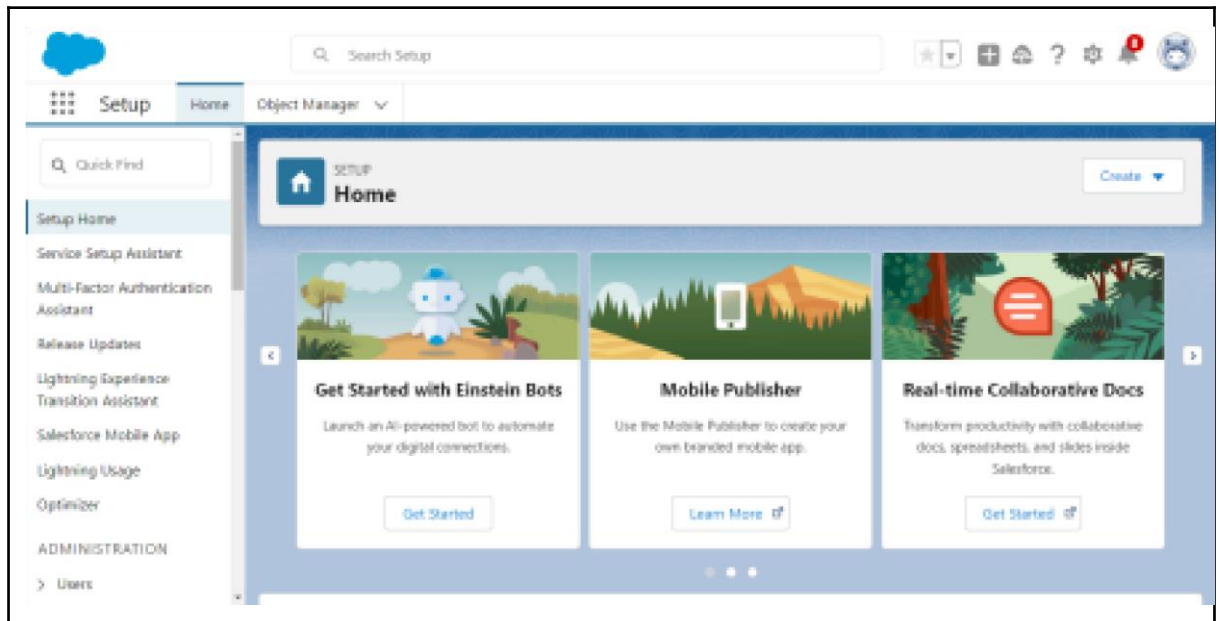 Search Setup
8
Setup
Home
Object Manager
Quick Find
Setup Home
Service Setup Assistant
Multi-Factor Authentication
Assistant
Release Updates
Lightning Experience
Transition Assistant
Salesforce Mobile App
Lightning Usage
Optimizer
ADMINISTRATION
Users
SETUP
Home
Create
Get Started with Einstein Bots
Launch an AI-powered bot to automate
your digital connections.
Get Started
Mobile Publisher
Use the Mobile Publisher to create your
own branded mobile app.
Learn More
Real-time Collaborative Docs
Transform productivity with collaborative
docs, spreadsheets, and slides inside
Salesforce.
Get Started